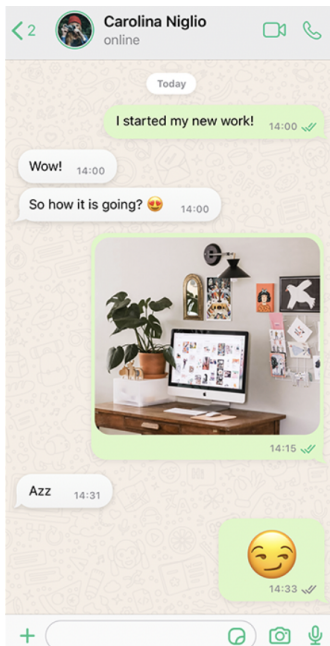 2
Carolina Niglio
online
Today
I started my new work!
14:00
Wow!
14:00
So how it is going? 😍
14:00
14:15
Azz
14:31
😏
14:33